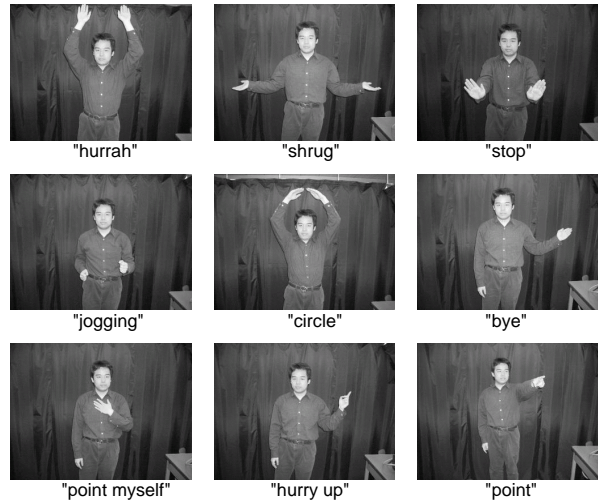 "hurrah" "shrug" "stop"
"jogging" "circle" "bye"
"point myself" "hurry up" "point"